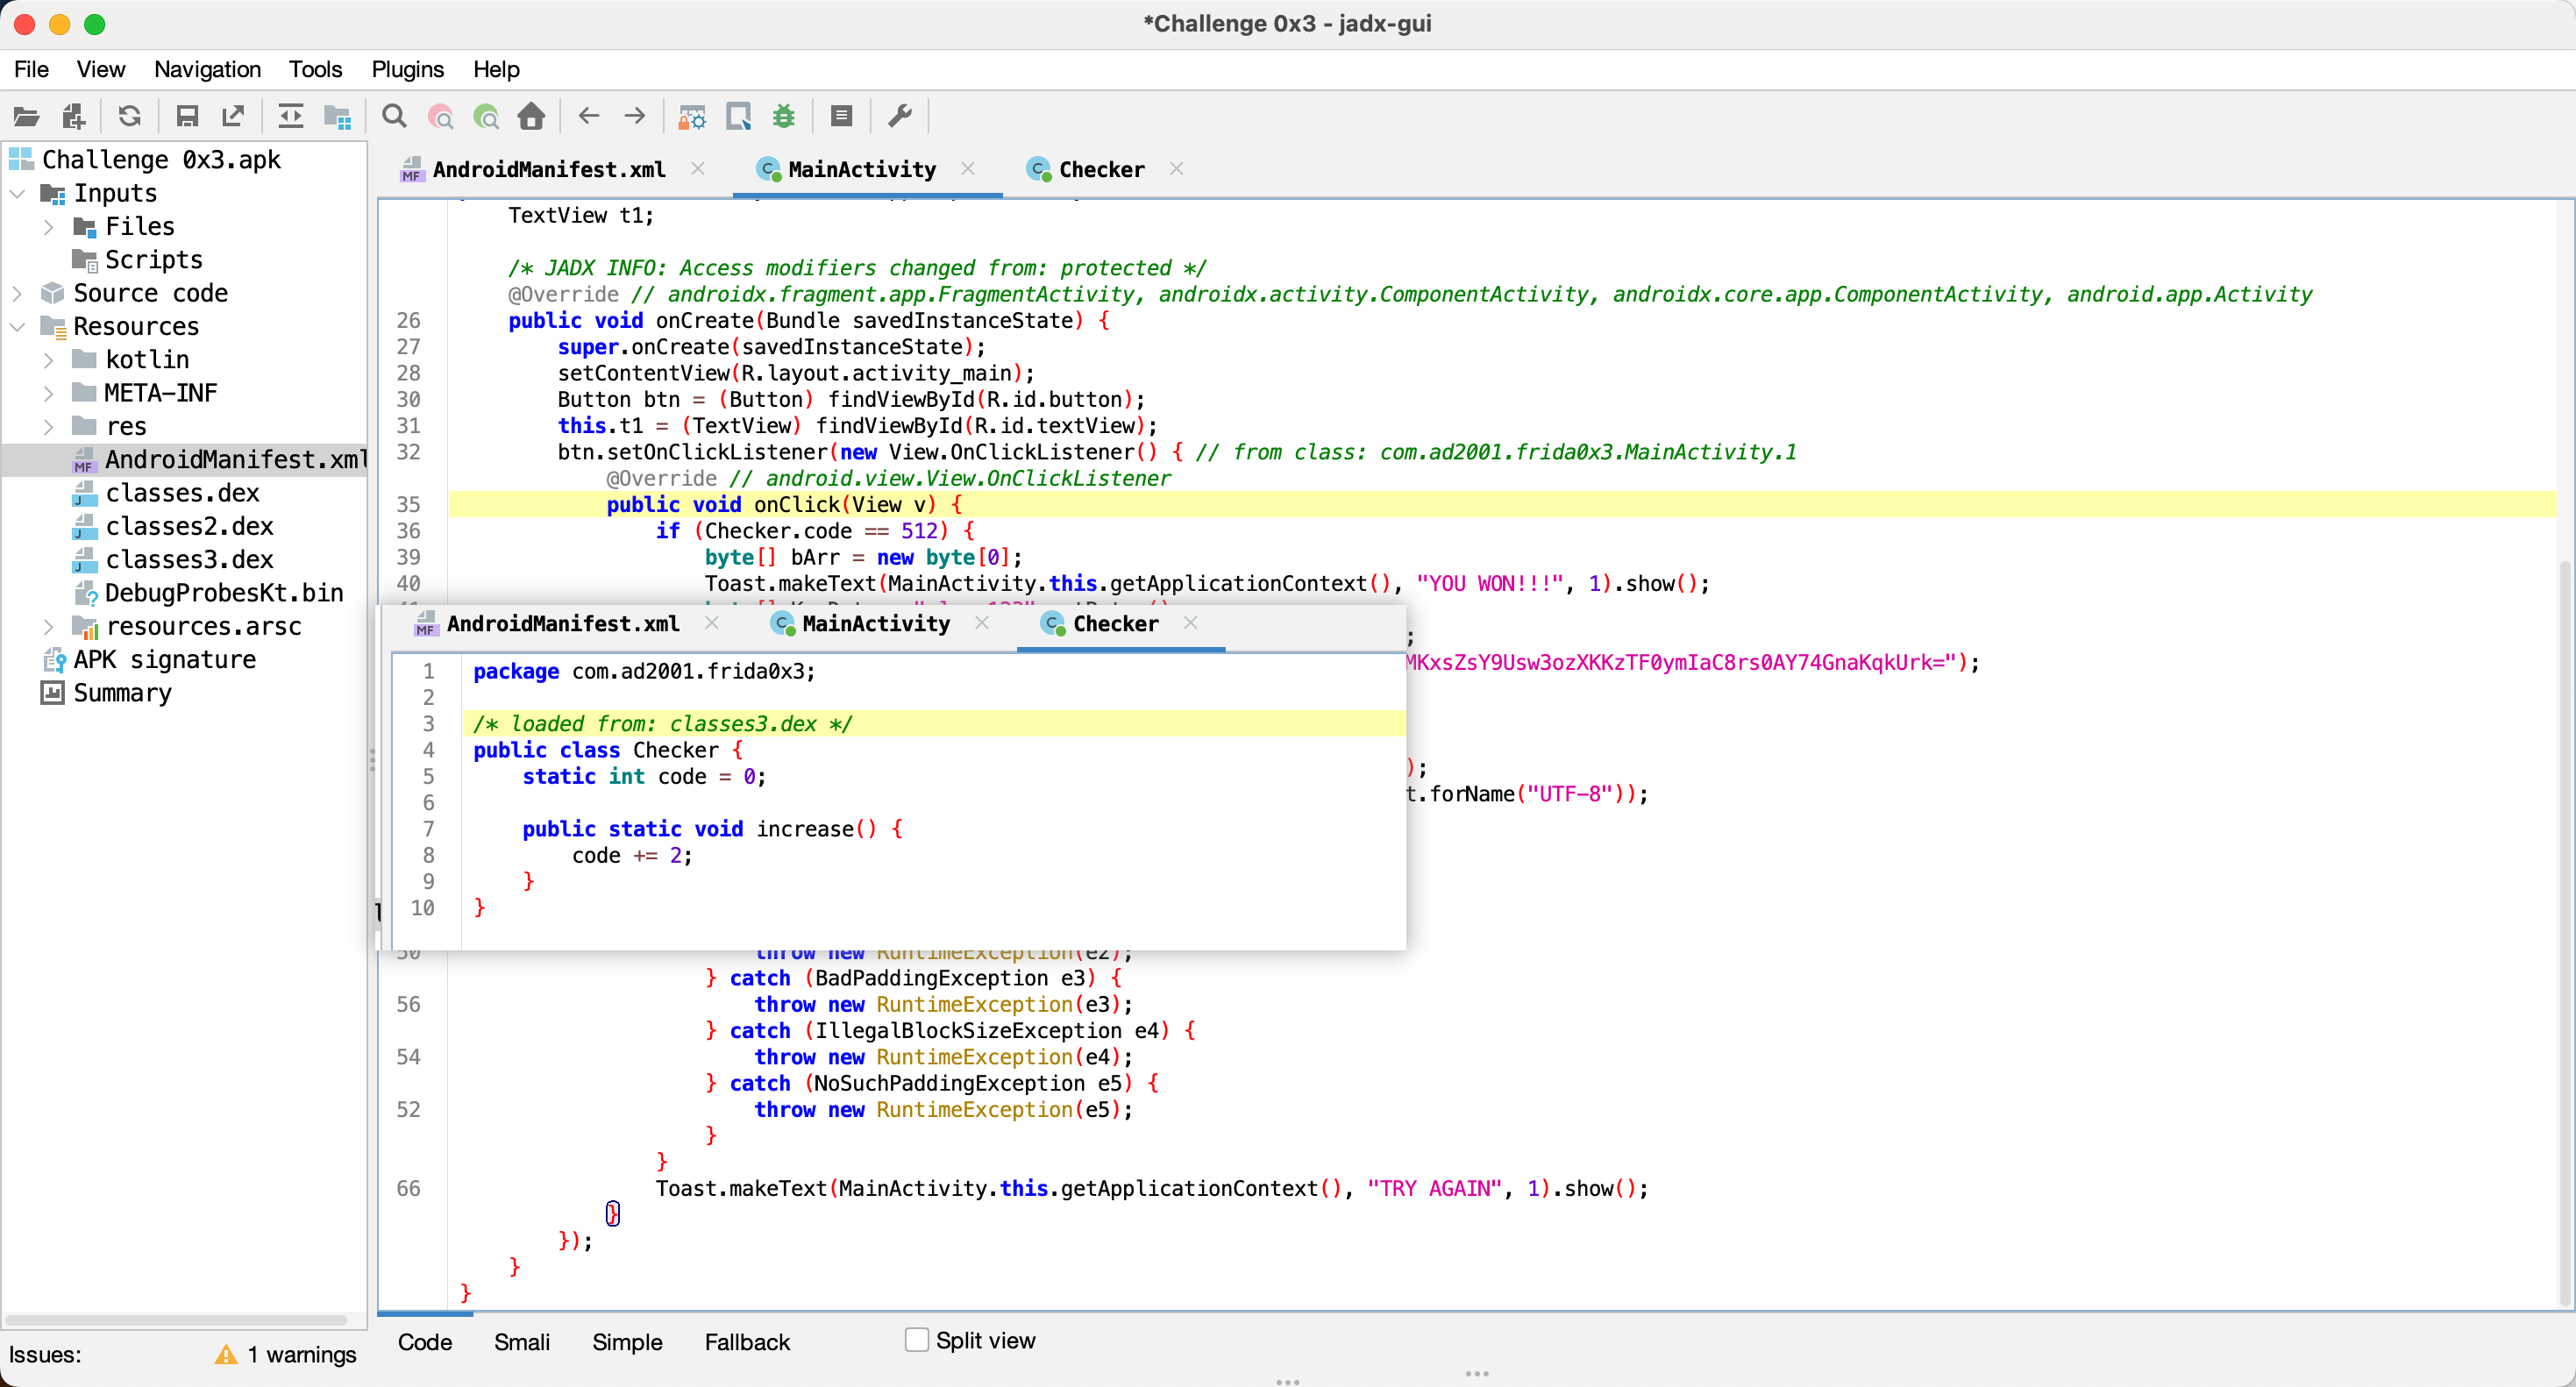 *Challenge 0x3 - jadx-gui
File View Navigation Tools Plugins Help
Challenge 0x3.apk
Inputs
Files
Scripts
Source code
Resources
kotlin
META-INF
res
MF AndroidManifest.xml
classes.dex
classes2.dex
classes3.dex
DebugProbesKt.bin
resources.arsc
APK signature
Summary
Issues: 1 warnings
MF AndroidManifest.xml C MainActivity C Checker
TextView t1;
/* JADX INFO: Access modifiers changed from: protected */
@Override // androidx.fragment.app.FragmentActivity, androidx.activity.ComponentActivity, androidx.core.app.ComponentActivity, android.app.Activity
26 public void onCreate(Bundle savedInstanceState) {
27 super.onCreate(savedInstanceState);
28 setContentView(R.layout.activity_main);
30 Button btn = (Button) findViewById(R.id.button);
31 this.t1 = (TextView) findViewById(R.id.textView);
32 btn.setOnClickListener(new View.OnClickListener() { // from class: com.ad2001.frida0x3.MainActivity.1
@Override // android.view.View.OnClickListener
35 public void onClick(View v) {
36 if (Checker.code == 512) {
39 byte[] bArr = new byte[0];
40 Toast.makeText(MainActivity.this.getApplicationContext(), "YOU WON!!!", 1).show();
;
MKxsZsY9Usw3ozXKKzTF0ymIaC8rs0AY74GnaKqkUrk=");
);
t.forName("UTF-8"));
MF AndroidManifest.xml C MainActivity C Checker
1 package com.ad2001.frida0x3;
2
3 /* loaded from: classes3.dex */
4 public class Checker {
5 static int code = 0;
6
7 public static void increase() {
8 code += 2;
9 }
10 }
50 throw new RuntimeException(e2);
} catch (BadPaddingException e3) {
56 throw new RuntimeException(e3);
} catch (IllegalBlockSizeException e4) {
54 throw new RuntimeException(e4);
} catch (NoSuchPaddingException e5) {
52 throw new RuntimeException(e5);
}
}
66 Toast.makeText(MainActivity.this.getApplicationContext(), "TRY AGAIN", 1).show();
}
});
}
}
Code Smali Simple Fallback Split view